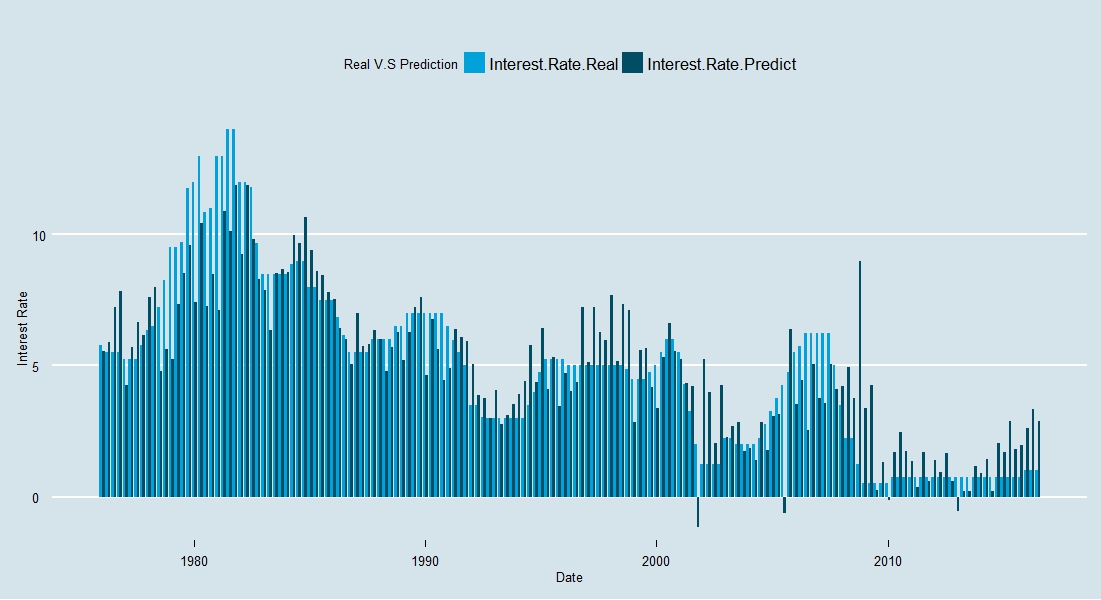 Real V.S Prediction Interest.Rate.Real Interest.Rate.Predict
10
5
0
Interest Rate
1980 1990 2000 2010
Date